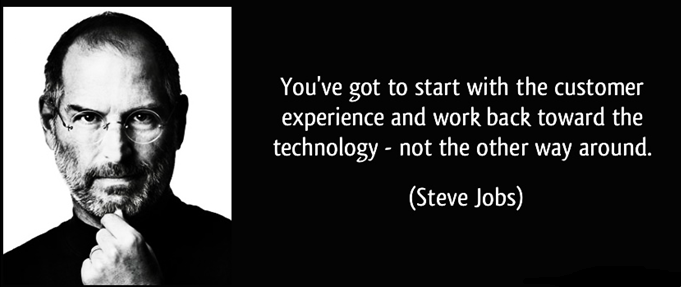 You've got to start with the customer
experience and work back toward the
technology - not the other way around.
(Steve Jobs)